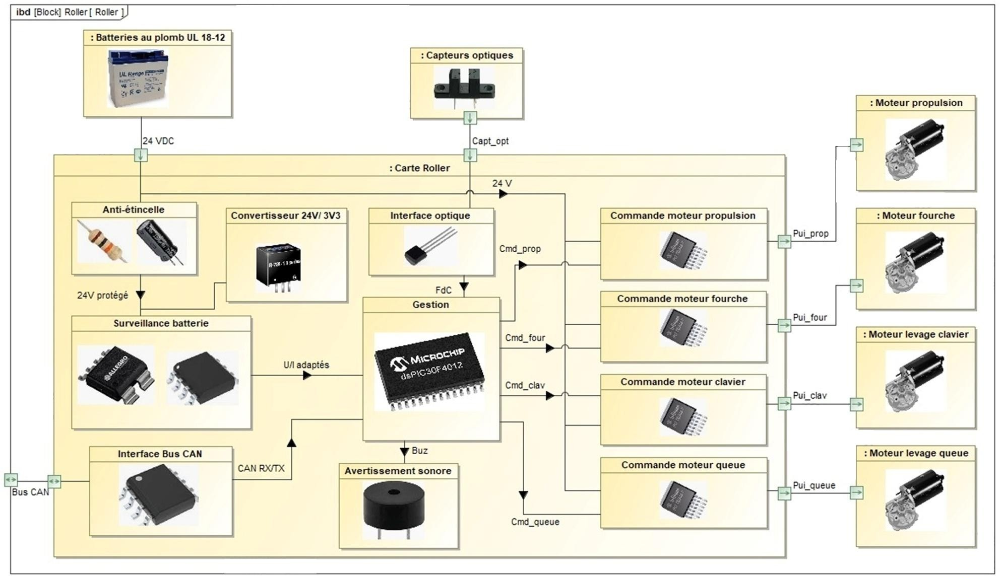 ibd [Block] Roller [ Roller ]
: Batteries au plomb UL 18-12
UL Range
: Capteurs optiques
: Moteur propulsion
24 VDC
Capt_opt
: Carte Roller
24 V
Anti-étincelle
Convertisseur 24V/ 3V3
Interface optique
Commande moteur propulsion
: Moteur fourche
Pui_prop
Cmd_prop
24V protégé
FdC
Commande moteur fourche
Gestion
Pui_four
Surveillance batterie
: Moteur levage clavier
Cmd_four
ALLEGRO
MICROCHIP
dsPIC30F4012
U/I adaptés
Cmd_clav
Commande moteur clavier
Pui_clav
Interface Bus CAN
Buz
: Moteur levage queue
CAN RX/TX
Avertissement sonore
Commande moteur queue
Pui_queue
Bus CAN
Cmd_queue